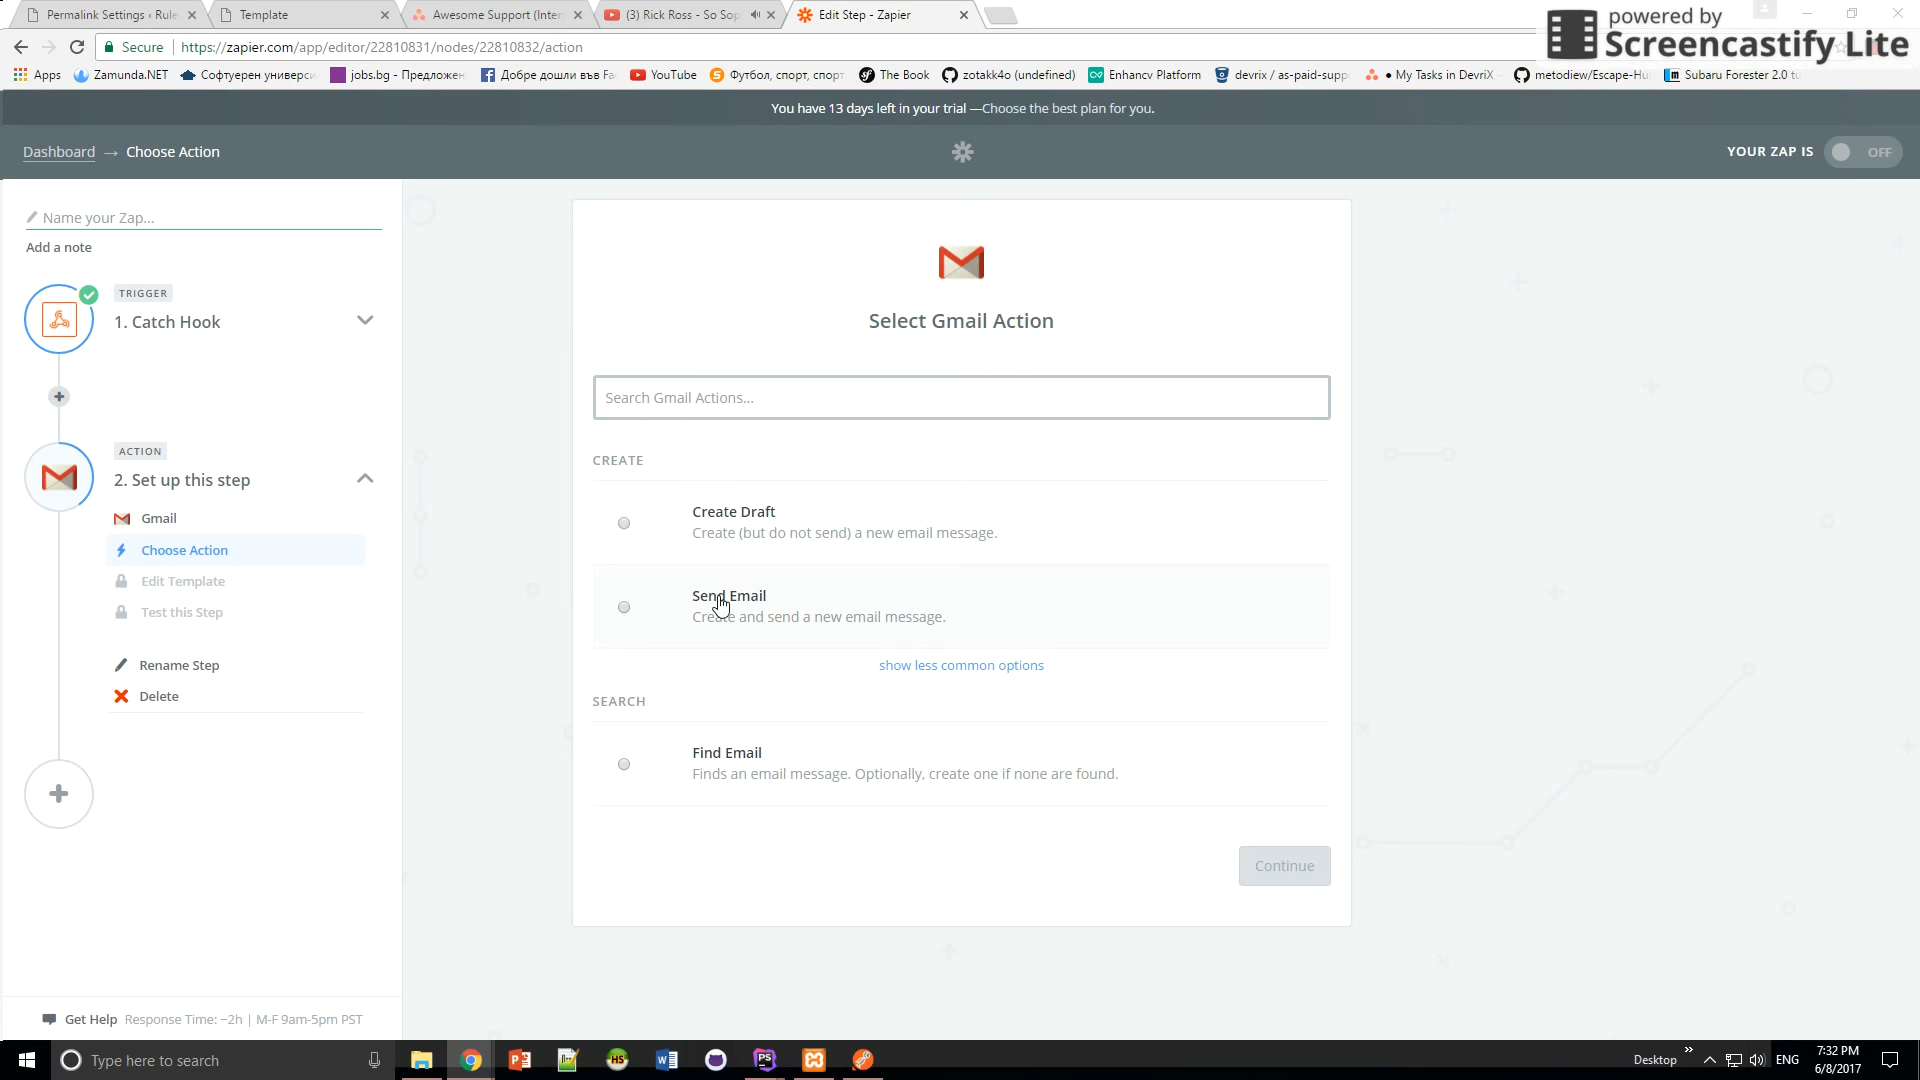 Permalink Settings ‹ Rule
Template
Awesome Support (Inter
(3) Rick Ross - So Sop
Edit Step - Zapier
powered by
Screencastify Lite
Secure
https://zapier.com/app/editor/22810831/nodes/22810832/action
Apps
Zamunda.NET
Софтуерен универси
jobs.bg - Предложен
Добре дошли във Fa
YouTube
Футбол, спорт, спорт
The Book
zotakk4o (undefined)
Enhancv Platform
devrix / as-paid-supp
● My Tasks in DevriX
metodiew/Escape-Hu
Subaru Forester 2.0 tu
You have 13 days left in your trial —Choose the best plan for you.
Dashboard → Choose Action
YOUR ZAP IS
OFF
Name your Zap...
Add a note
TRIGGER
1. Catch Hook
ACTION
2. Set up this step
Gmail
Choose Action
Edit Template
Test this Step
Rename Step
Delete
Get Help Response Time: ~2h | M-F 9am-5pm PST
Select Gmail Action
Search Gmail Actions...
CREATE
Create Draft
Create (but do not send) a new email message.
Send Email
Create and send a new email message.
show less common options
SEARCH
Find Email
Finds an email message. Optionally, create one if none are found.
Continue
Type here to search
Desktop
ENG
7:32 PM
6/8/2017